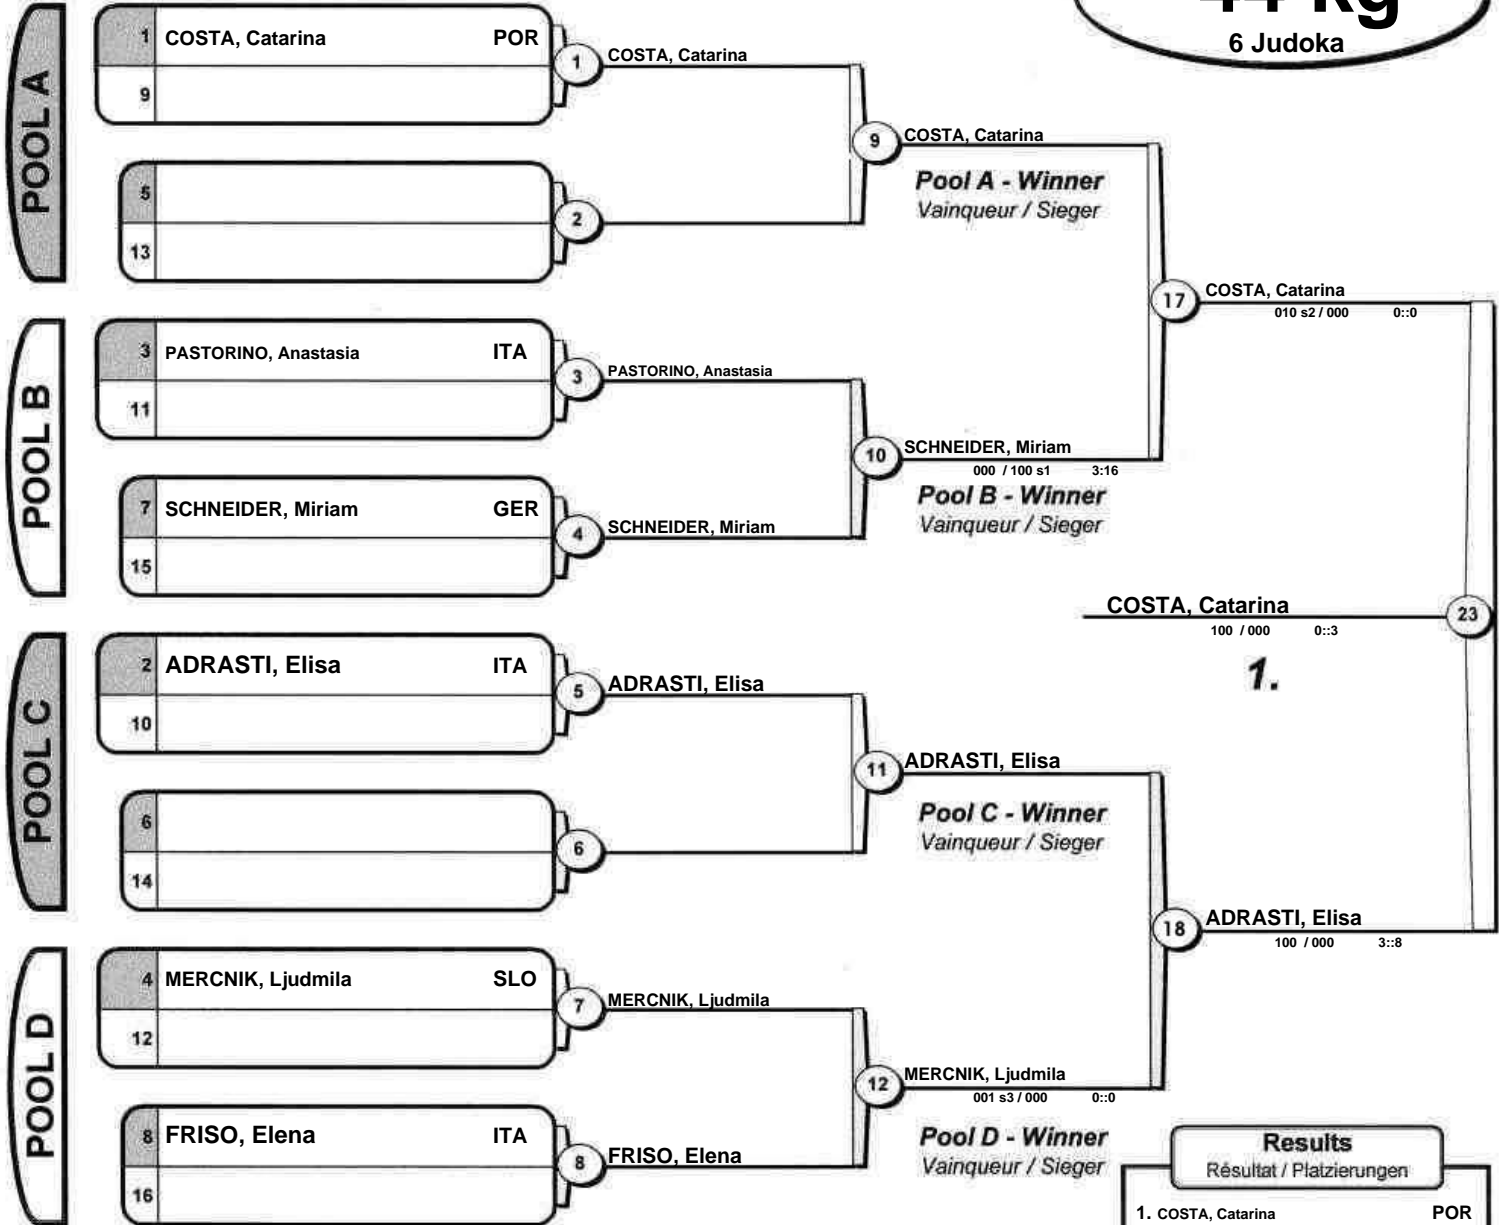 44 kg
6 Judoka
POOL A
1 COSTA, Catarina POR
9
1 COSTA, Catarina
5
13
2
9 COSTA, Catarina
Pool A - Winner
Vainqueur / Sieger
POOL B
3 PASTORINO, Anastasia ITA
11
3 PASTORINO, Anastasia
7 SCHNEIDER, Miriam GER
15
4 SCHNEIDER, Miriam
10 SCHNEIDER, Miriam
000 / 100 s1 3:16
Pool B - Winner
Vainqueur / Sieger
17 COSTA, Catarina
010 s2 / 000 0::0
COSTA, Catarina 23
100 / 000 0::3
1.
POOL C
2 ADRASTI, Elisa ITA
10
5 ADRASTI, Elisa
6
14
6
11 ADRASTI, Elisa
Pool C - Winner
Vainqueur / Sieger
18 ADRASTI, Elisa
100 / 000 3::8
POOL D
4 MERCNIK, Ljudmila SLO
12
7 MERCNIK, Ljudmila
8 FRISO, Elena ITA
16
8 FRISO, Elena
12 MERCNIK, Ljudmila
001 s3 / 000 0::0
Pool D - Winner
Vainqueur / Sieger
Results
Résultat / Platzierungen
1. COSTA, Catarina POR